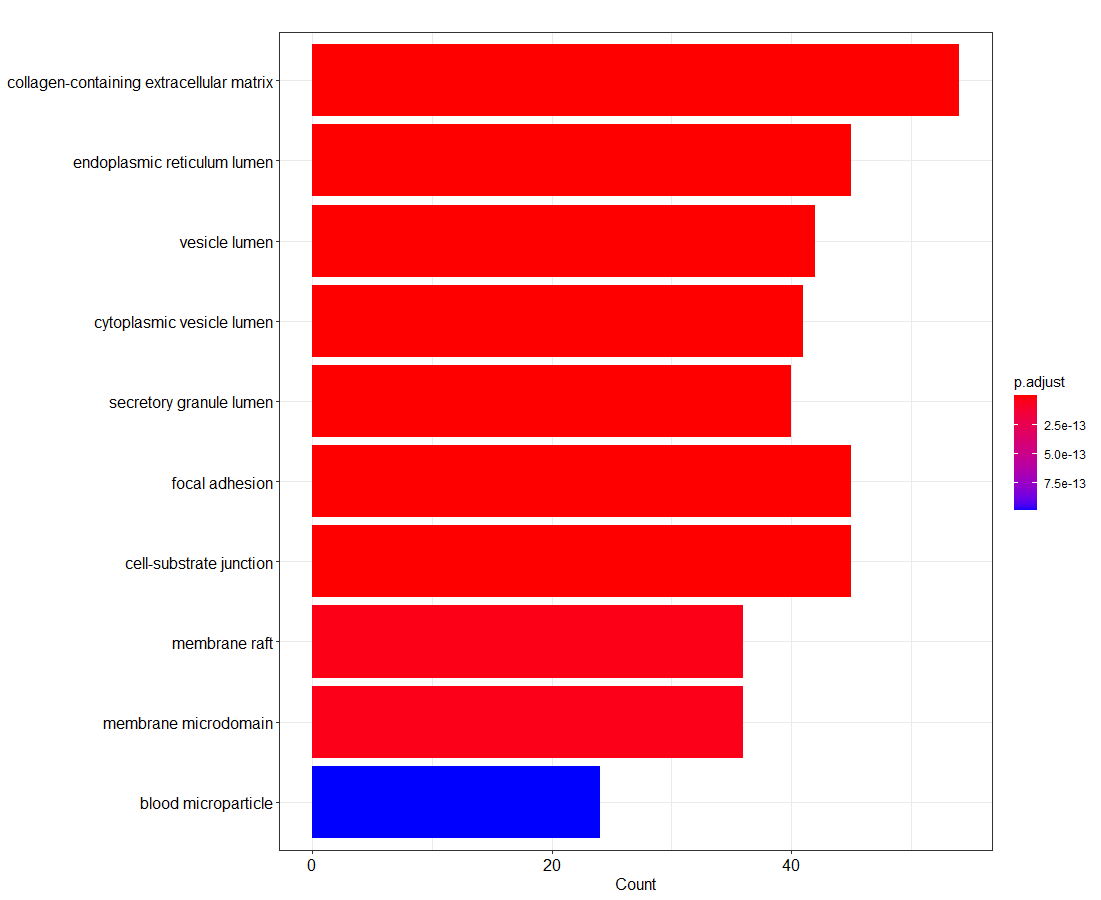 collagen-containing extracellular matrix
endoplasmic reticulum lumen
vesicle lumen
cytoplasmic vesicle lumen
secretory granule lumen
focal adhesion
cell-substrate junction
membrane raft
membrane microdomain
blood microparticle
0 20 40
Count
p.adjust
2.5e-13
5.0e-13
7.5e-13